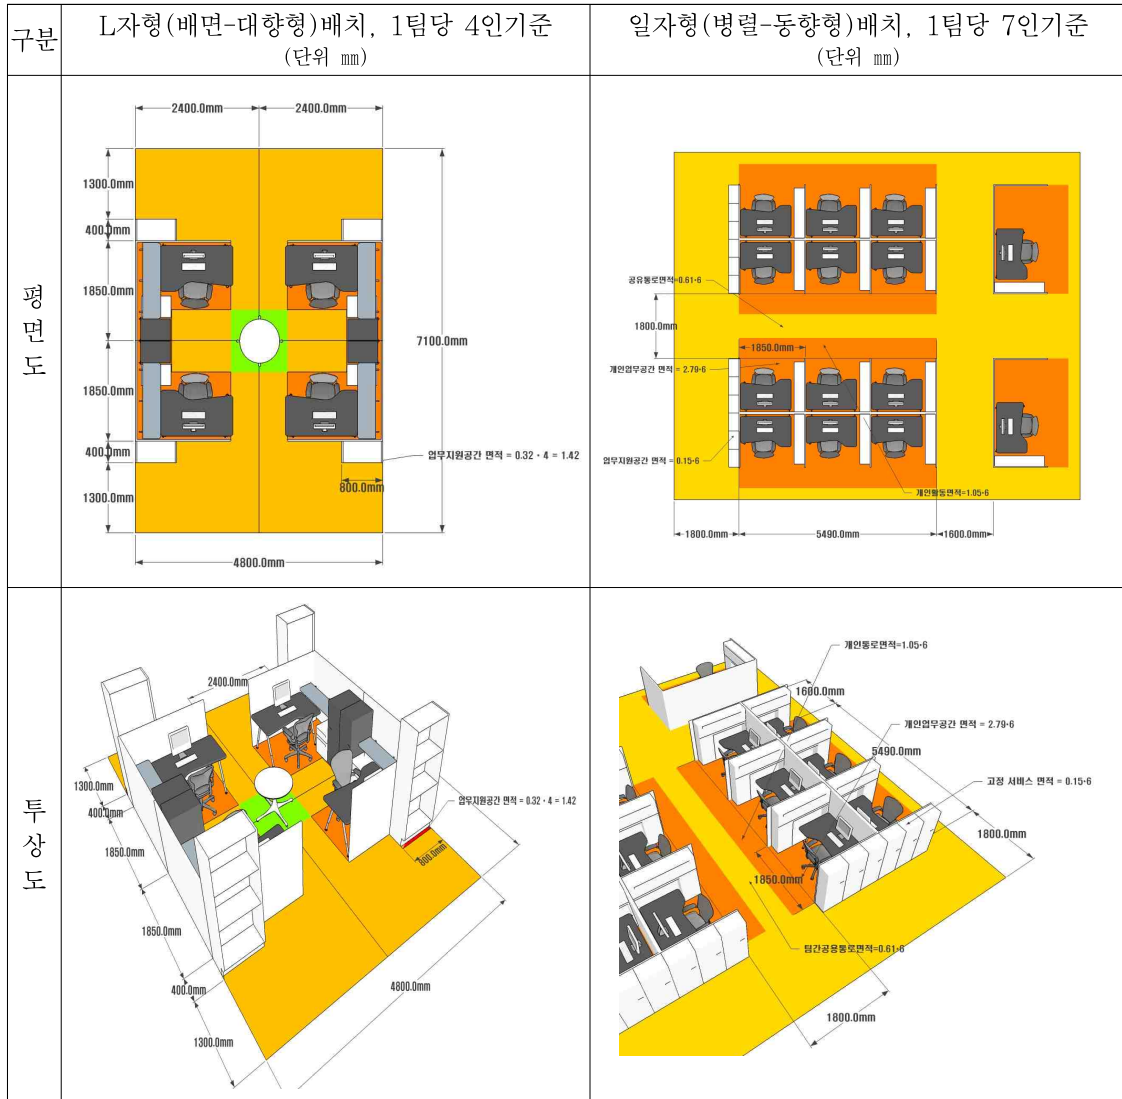 구분
L자형(배면-대향형)배치, 1팀당 4인기준
(단위 ㎜)
일자형(병렬-동향형)배치, 1팀당 7인기준
(단위 ㎜)
평면도
2400.0mm
2400.0mm
1300.0mm
400.0mm
1850.0mm
7100.0mm
1850.0mm
400.0mm
업무지원공간 면적 = 0.32 · 4 = 1.42
800.0mm
1300.0mm
4800.0mm
공유통로면적=0.61·6
1800.0mm
1850.0mm
개인업무공간 면적 = 2.79·6
업무지원공간 면적 = 0.15·6
개인활동면적=1.05·6
1800.0mm
5490.0mm
1600.0mm
투상도
2400.0mm
1300.0mm
400.0mm
업무지원공간 면적 = 0.32 · 4 = 1.42
1850.0mm
800.0mm
1850.0mm
400.0mm
4800.0mm
1300.0mm
개인통로면적=1.05·6
1600.0mm
개인업무공간 면적 = 2.79·6
5490.0mm
고정 서비스 면적 = 0.15·6
1800.0mm
1850.0mm
팀간공용통로면적=0.61·6
1800.0mm